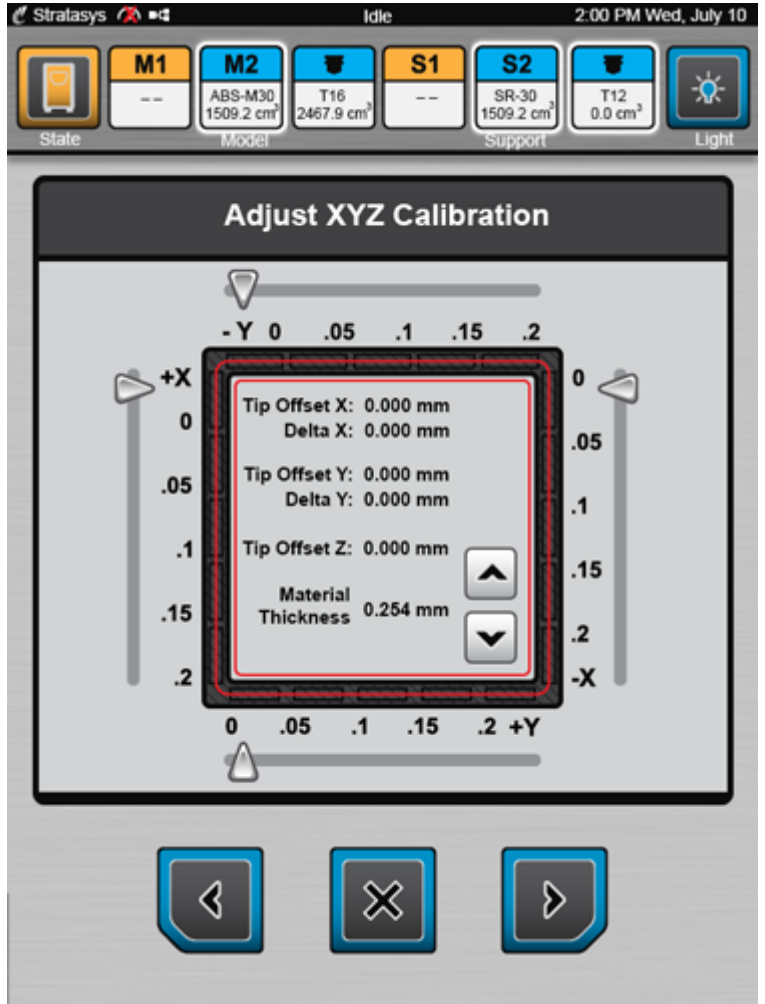 Stratasys Idle 2:00 PM Wed, July 10
M1 M2 S1 S2
-- ABS-M30 T16 -- SR-30 T12
1509.2 cm³ 2467.9 cm³ 1509.2 cm³ 0.0 cm³
State Model Support Light
Adjust XYZ Calibration
- Y 0 .05 .1 .15 .2
+X
0
.05
.1
.15
.2
Tip Offset X: 0.000 mm
Delta X: 0.000 mm
Tip Offset Y: 0.000 mm
Delta Y: 0.000 mm
Tip Offset Z: 0.000 mm
Material
Thickness 0.254 mm
0
.05
.1
.15
.2
-X
0 .05 .1 .15 .2 +Y